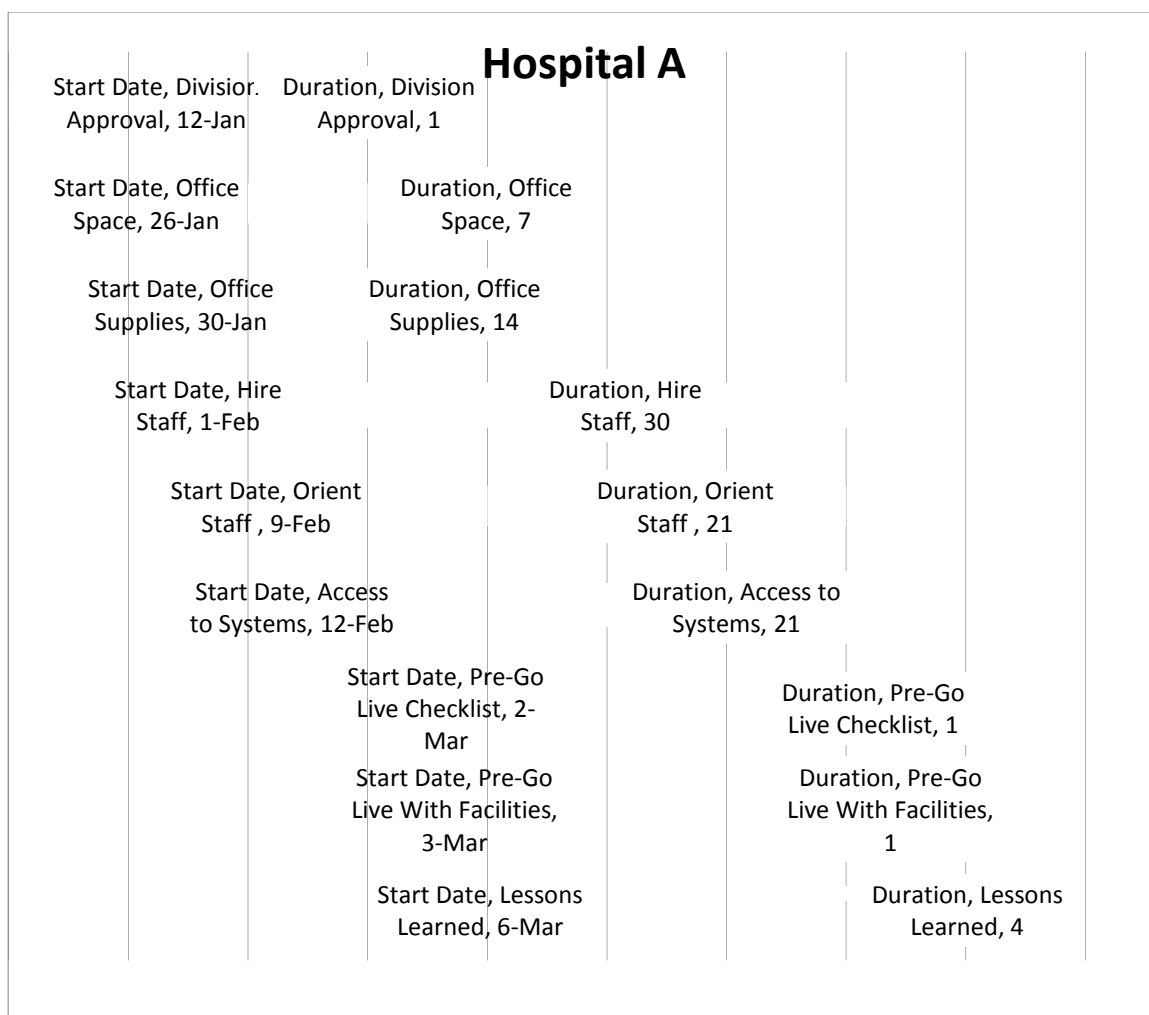 Hospital A
Start Date, Division
Approval, 12-Jan
Duration, Division
Approval, 1
Start Date, Office
Space, 26-Jan
Duration, Office
Space, 7
Start Date, Office
Supplies, 30-Jan
Duration, Office
Supplies, 14
Start Date, Hire
Staff, 1-Feb
Duration, Hire
Staff, 30
Start Date, Orient
Staff , 9-Feb
Duration, Orient
Staff , 21
Start Date, Access
to Systems, 12-Feb
Duration, Access to
Systems, 21
Start Date, Pre-Go
Live Checklist, 2-
Mar
Duration, Pre-Go
Live Checklist, 1
Start Date, Pre-Go
Live With Facilities,
3-Mar
Duration, Pre-Go
Live With Facilities,
1
Start Date, Lessons
Learned, 6-Mar
Duration, Lessons
Learned, 4